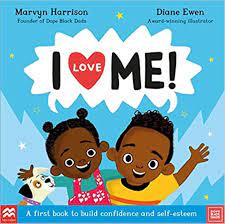 Marvyn Harrison
Founder of Dope Black Dads
Diane Ewen
Award-winning illustrator
I LOVE ME!
A first book to build confidence and self-esteem